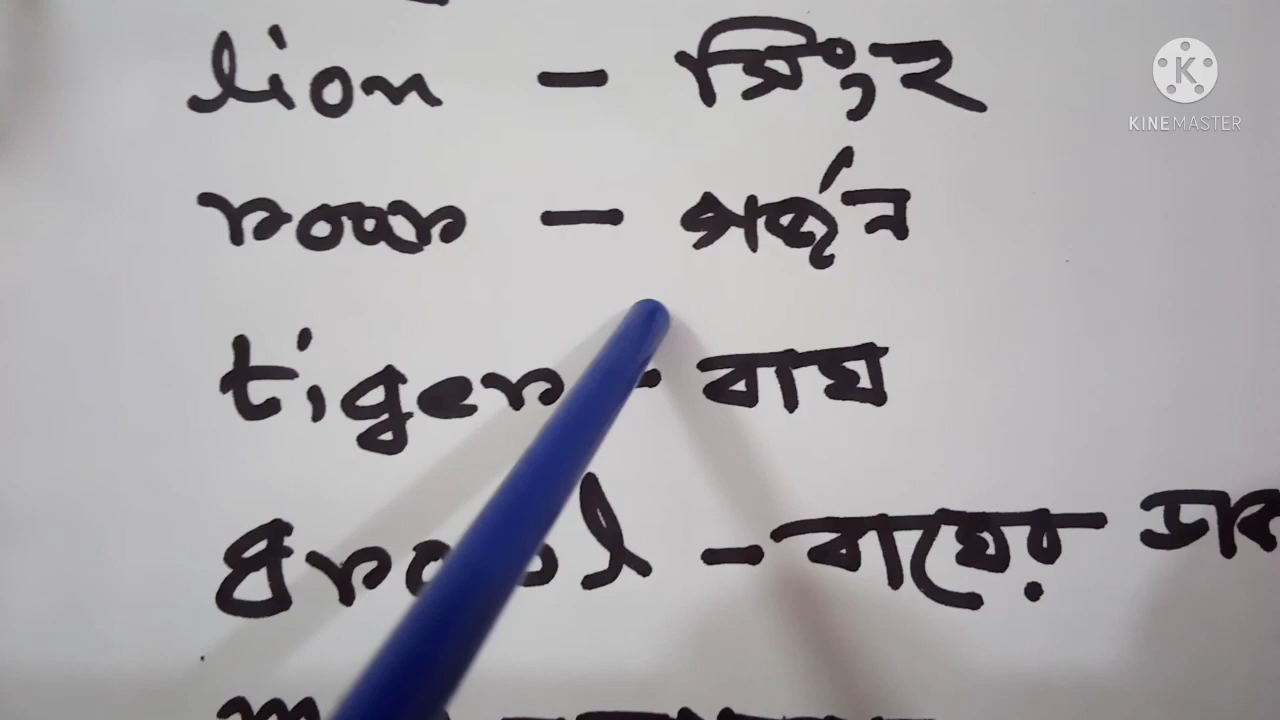 lion - সিংহ
K
KINEMASTER
roar - গর্জন
tiger - বাঘ
- বাঘের ডাক